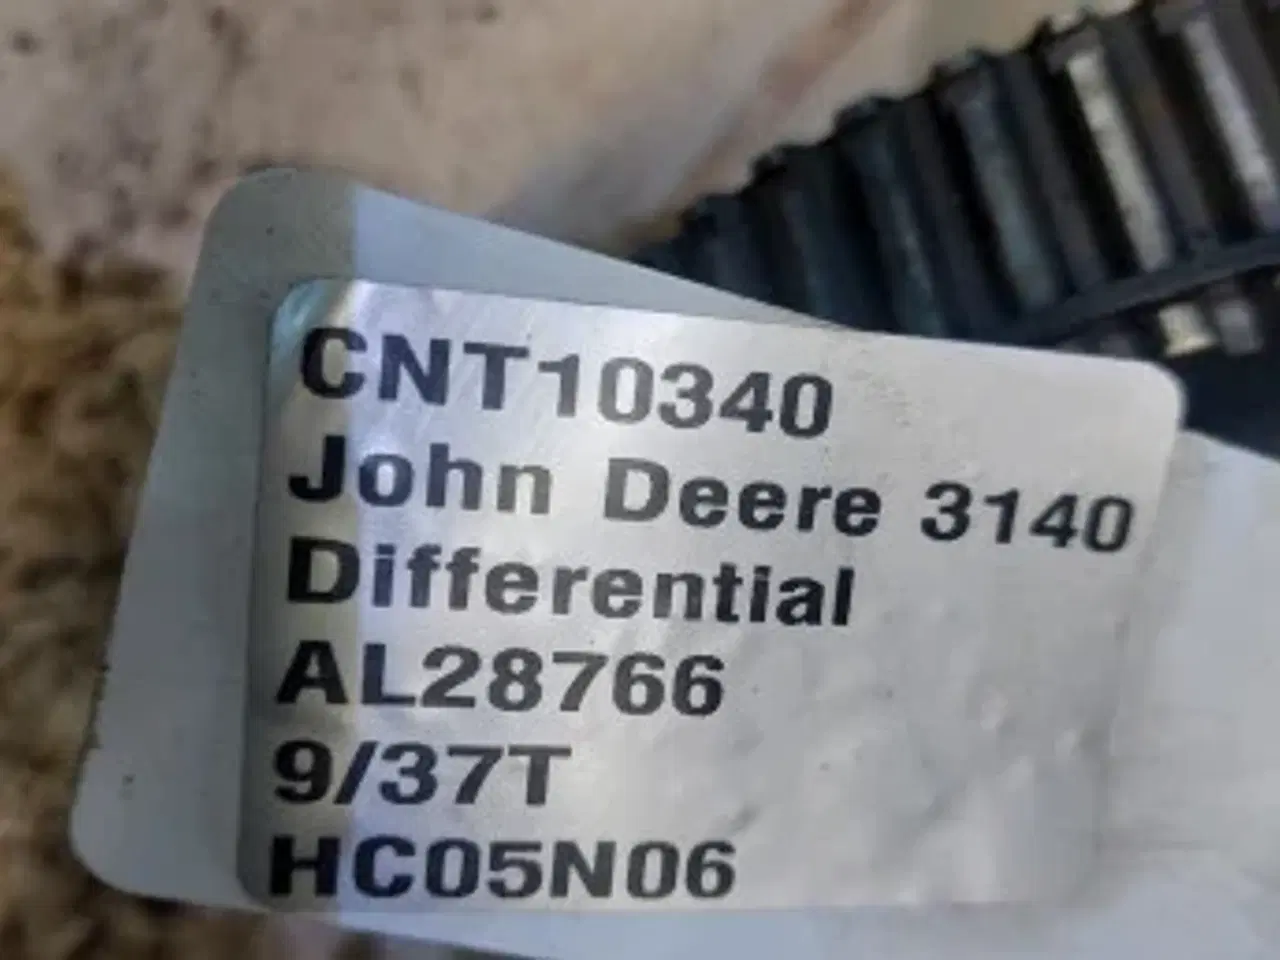 CNT10340
John Deere 3140
Differential
AL28766
9/37T
HC05N06